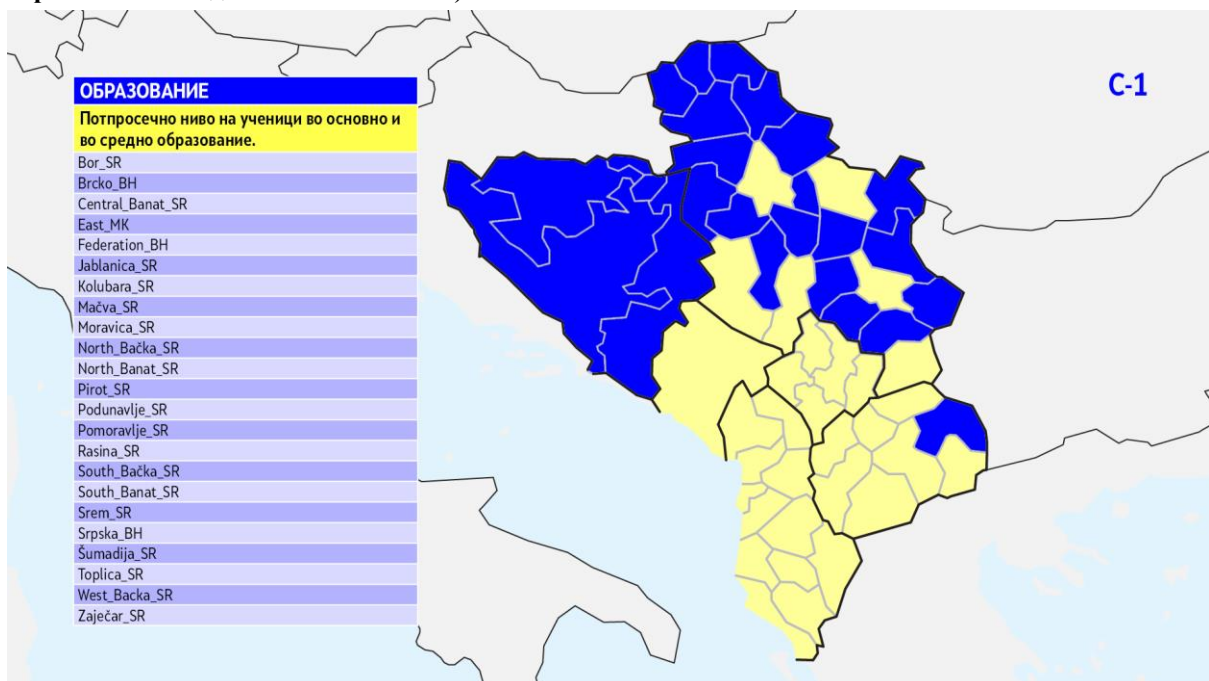 ОБРАЗОВАНИЕ
Потпросечно ниво на ученици во основно и
во средно образование.
Bor_SR
Brcko_BH
Central_Banat_SR
East_MK
Federation_BH
Jablanica_SR
Kolubara_SR
Mačva_SR
Moravica_SR
North_Bačka_SR
North_Banat_SR
Pirot_SR
Podunavlje_SR
Pomoravlje_SR
Rasina_SR
South_Bačka_SR
South_Banat_SR
Srem_SR
Srpska_BH
Šumadija_SR
Toplica_SR
West_Backa_SR
Zaječar_SR
C-1